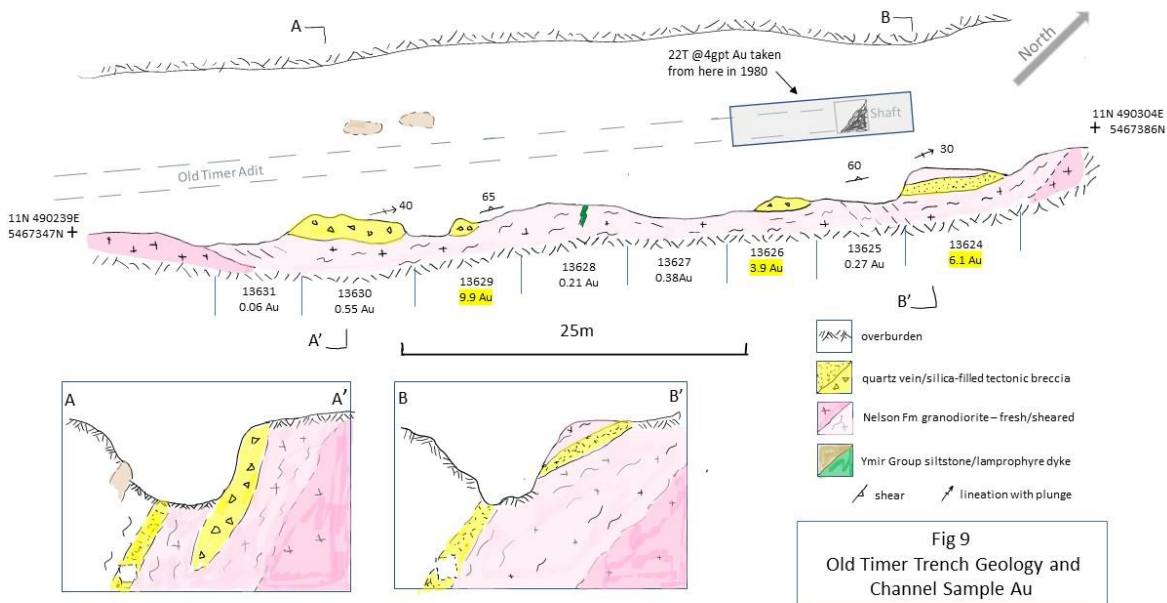 A
B
North
22T @4gpt Au taken
from here in 1980
Shaft
11N 490304E
5467386N
30
60
Old Timer Adit
65
40
11N 490239E
5467347N
13631
0.06 Au
13630
0.55 Au
13629
9.9 Au
13628
0.21 Au
13627
0.38Au
13626
3.9 Au
13625
0.27 Au
13624
6.1 Au
A'
B'
25m
overburden
quartz vein/silica-filled tectonic breccia
Nelson Fm granodiorite – fresh/sheared
Ymir Group siltstone/lamprophyre dyke
shear
lineation with plunge
A
A'
B
B'
Fig 9
Old Timer Trench Geology and
Channel Sample Au